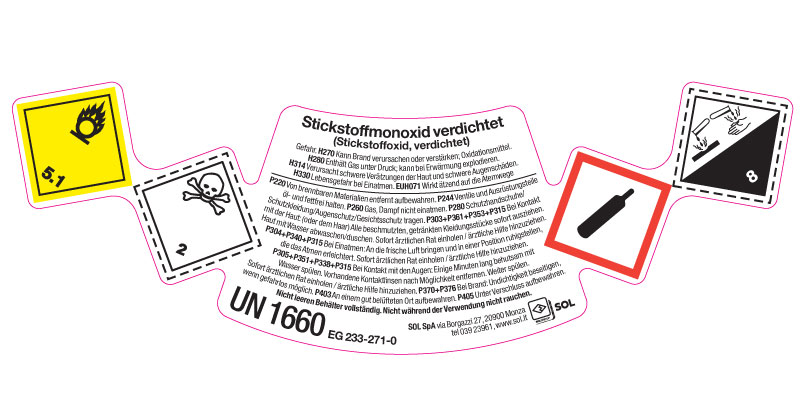 5.1
2
Stickstoffmonoxid verdichtet
(Stickstoffoxid, verdichtet)
Gefahr. H270 Kann Brand verursachen oder verstärken; Oxidationsmittel.
H280 Enthält Gas unter Druck; kann bei Erwärmung explodieren.
H314 Verursacht schwere Verätzungen der Haut und schwere Augenschäden.
H330 Lebensgefahr bei Einatmen. EUH071 Wirkt ätzend auf die Atemwege
P220 Von brennbaren Materialien entfernt aufbewahren. P244 Ventile und Ausrüstungsteile
öl- und fettfrei halten. P260 Gas, Dampf nicht einatmen. P280 Schutzhandschuhe/
Schutzkleidung/Augenschutz/Gesichtsschutz tragen. P303+P361+P353+P315 Bei Kontakt
mit der Haut (oder dem Haar) Alle beschmutzten, getränkten Kleidungsstücke sofort ausziehen.
Haut mit Wasser abwaschen/duschen. Sofort ärztlichen Rat einholen / ärztliche Hilfe hinzuziehen.
P304+P340+P315 Bei Einatmen: An die frische Luft bringen und in einer Position ruhigstellen,
die das Atmen erleichtert. Sofort ärztlichen Rat einholen / ärztliche Hilfe hinzuziehen.
P305+P351+P338+P315 Bei Kontakt mit den Augen: Einige Minuten lang behutsam mit
Wasser spülen. Vorhandene Kontaktlinsen nach Möglichkeit entfernen. Weiter spülen.
Sofort ärztlichen Rat einholen / ärztliche Hilfe hinzuziehen. P370+P376 Bei Brand: Undichtigkeit beseitigen,
wenn gefahrlos möglich. P403 An einem gut belüfteten Ort aufbewahren. P405 Unter Verschluss aufbewahren.
Nicht leeren Behälter vollständig. Nicht während der Verwendung nicht rauchen.
UN 1660 EG 233-271-0
SOL SpA via Borgazzi 27, 20900 Monza
tel 039 23961, www.sol.it
SOL
8